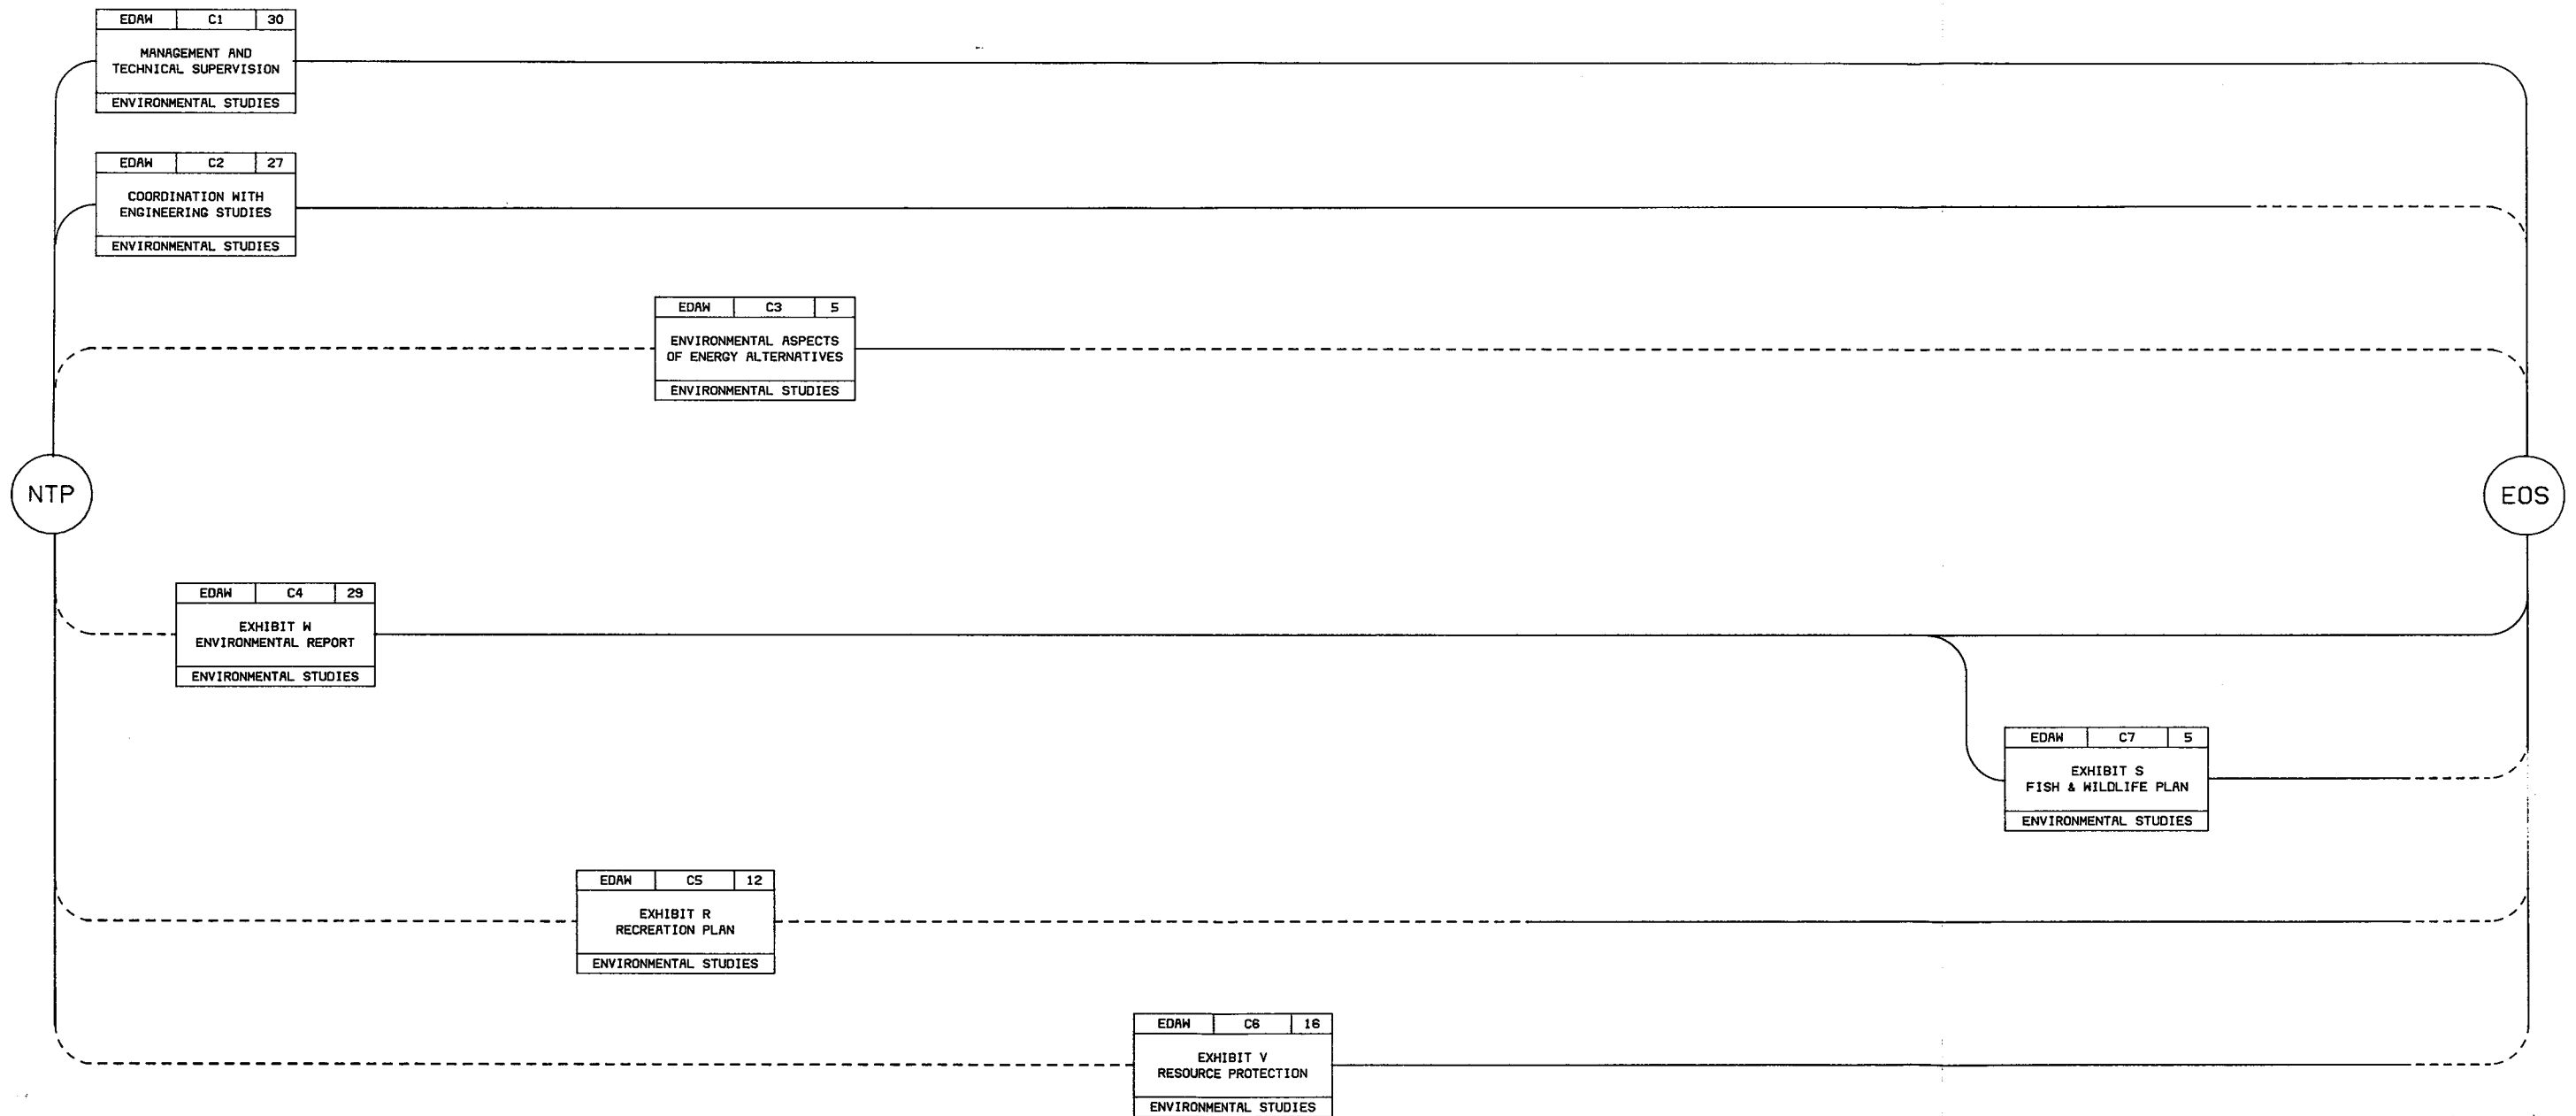 EDAW C1 30
MANAGEMENT AND
TECHNICAL SUPERVISION
ENVIRONMENTAL STUDIES
EDAW C2 27
COORDINATION WITH
ENGINEERING STUDIES
ENVIRONMENTAL STUDIES
EDAW C3 5
ENVIRONMENTAL ASPECTS
OF ENERGY ALTERNATIVES
ENVIRONMENTAL STUDIES
NTP
EOS
EDAW C4 29
EXHIBIT W
ENVIRONMENTAL REPORT
ENVIRONMENTAL STUDIES
EDAW C7 5
EXHIBIT S
FISH & WILDLIFE PLAN
ENVIRONMENTAL STUDIES
EDAW C5 12
EXHIBIT R
RECREATION PLAN
ENVIRONMENTAL STUDIES
EDAW C6 16
EXHIBIT V
RESOURCE PROTECTION
ENVIRONMENTAL STUDIES